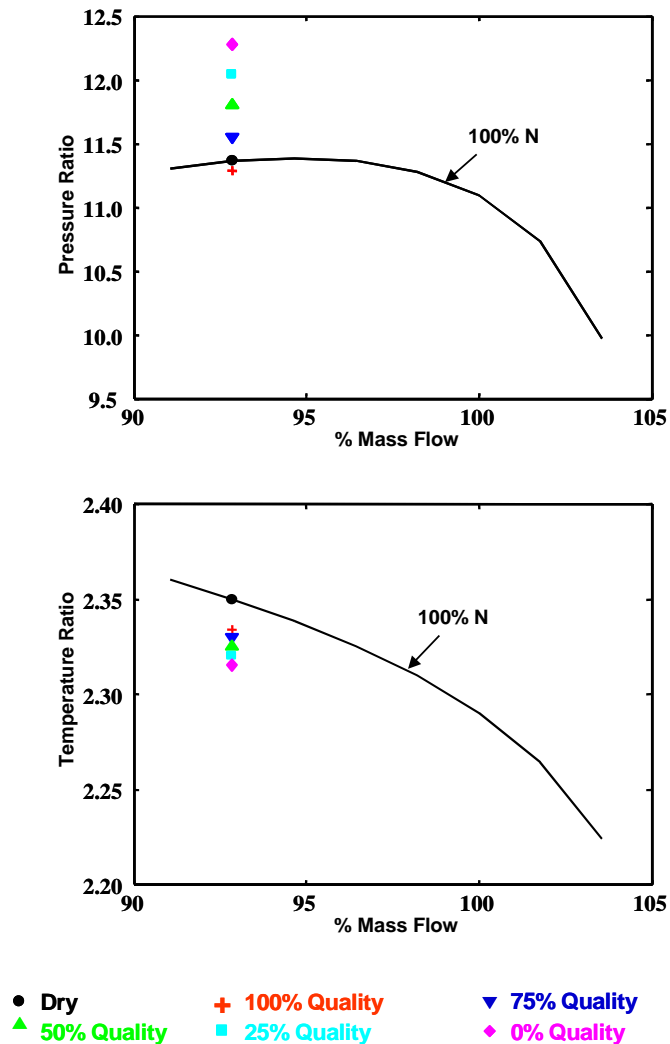 12.5
12.0
11.5
11.0
10.5
10.0
9.5
Pressure Ratio
100% N
90
95
100
105
% Mass Flow
2.40
2.35
2.30
2.25
2.20
Temperature Ratio
100% N
90
95
100
105
% Mass Flow
Dry
100% Quality
75% Quality
50% Quality
25% Quality
0% Quality